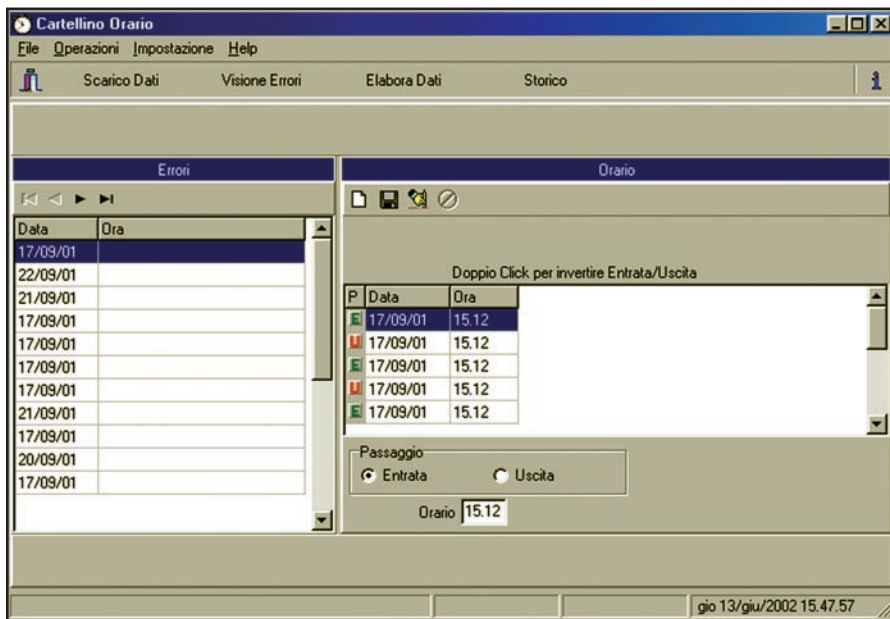 Cartellino Orario
File Operazioni Impostazione Help
Scarico Dati Visione Errori Elabora Dati Storico
Errori
Data Ora
17/09/01
22/09/01
21/09/01
17/09/01
17/09/01
17/09/01
17/09/01
21/09/01
17/09/01
20/09/01
17/09/01
Orario
Doppio Click per invertire Entrata/Uscita
P Data Ora
E 17/09/01 15.12
U 17/09/01 15.12
E 17/09/01 15.12
U 17/09/01 15.12
E 17/09/01 15.12
Passaggio
Entrata Uscita
Orario 15.12
gio 13/giu/2002 15.47.57